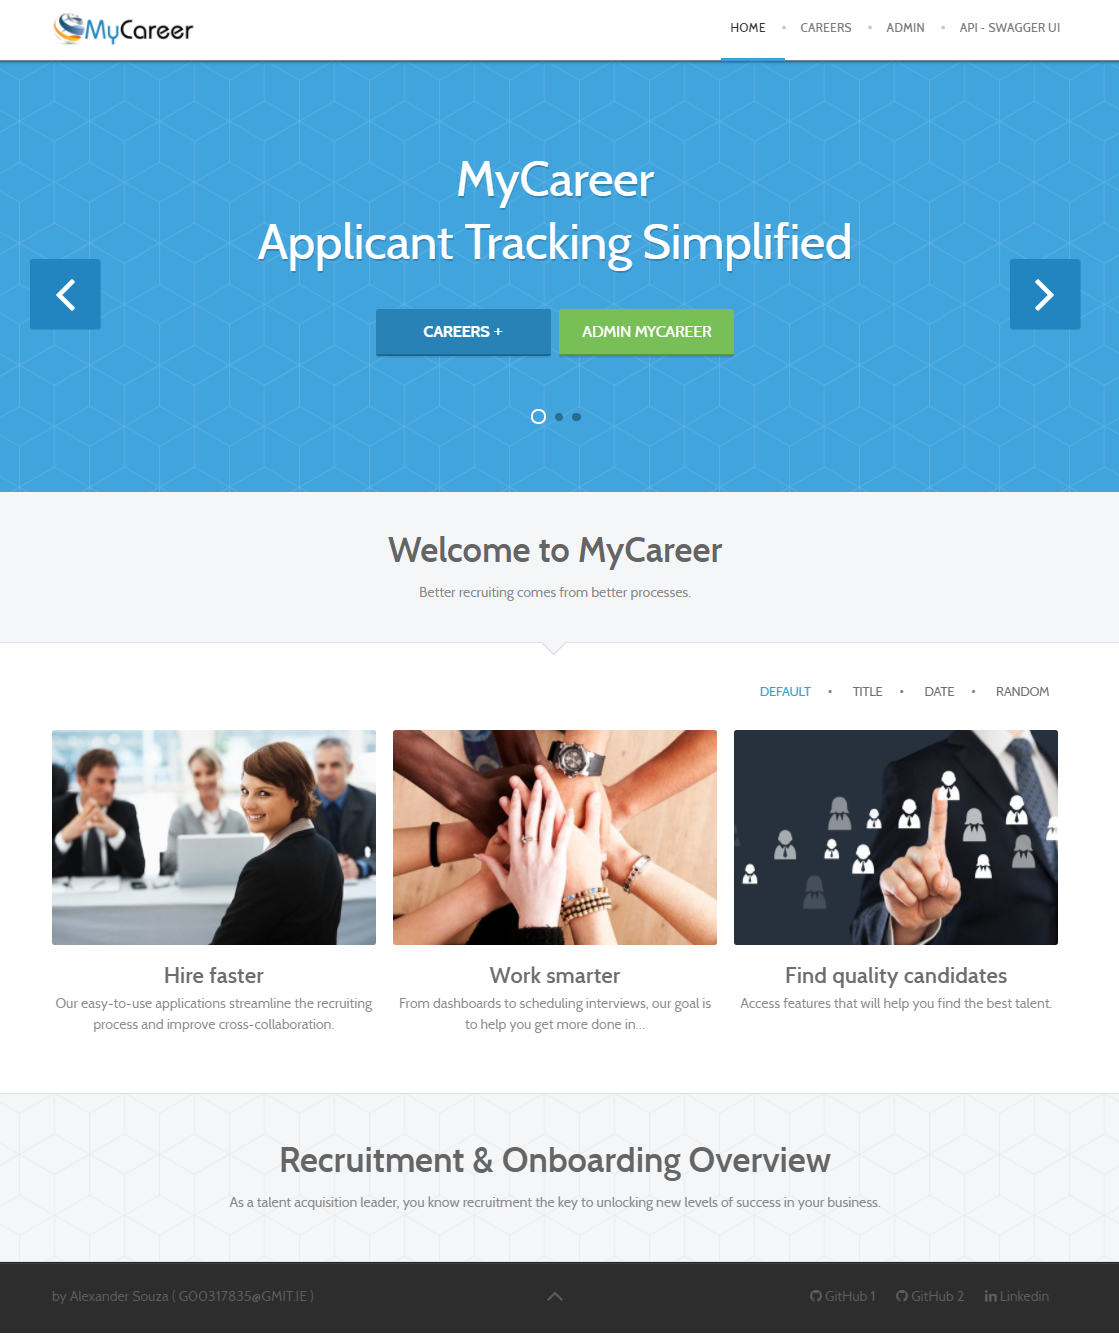 MyCareer
HOME
CAREERS
ADMIN
API - SWAGGER UI
MyCareer
Applicant Tracking Simplified
CAREERS +
ADMIN MYCAREER
Welcome to MyCareer
Better recruiting comes from better processes.
DEFAULT
TITLE
DATE
RANDOM
Hire faster
Our easy-to-use applications streamline the recruiting
process and improve cross-collaboration.
Work smarter
From dashboards to scheduling interviews, our goal is
to help you get more done in...
Find quality candidates
Access features that will help you find the best talent.
Recruitment & Onboarding Overview
As a talent acquisition leader, you know recruitment the key to unlocking new levels of success in your business.
by Alexander Souza ( G00317835@GMIT.IE )
GitHub 1
GitHub 2
Linkedin